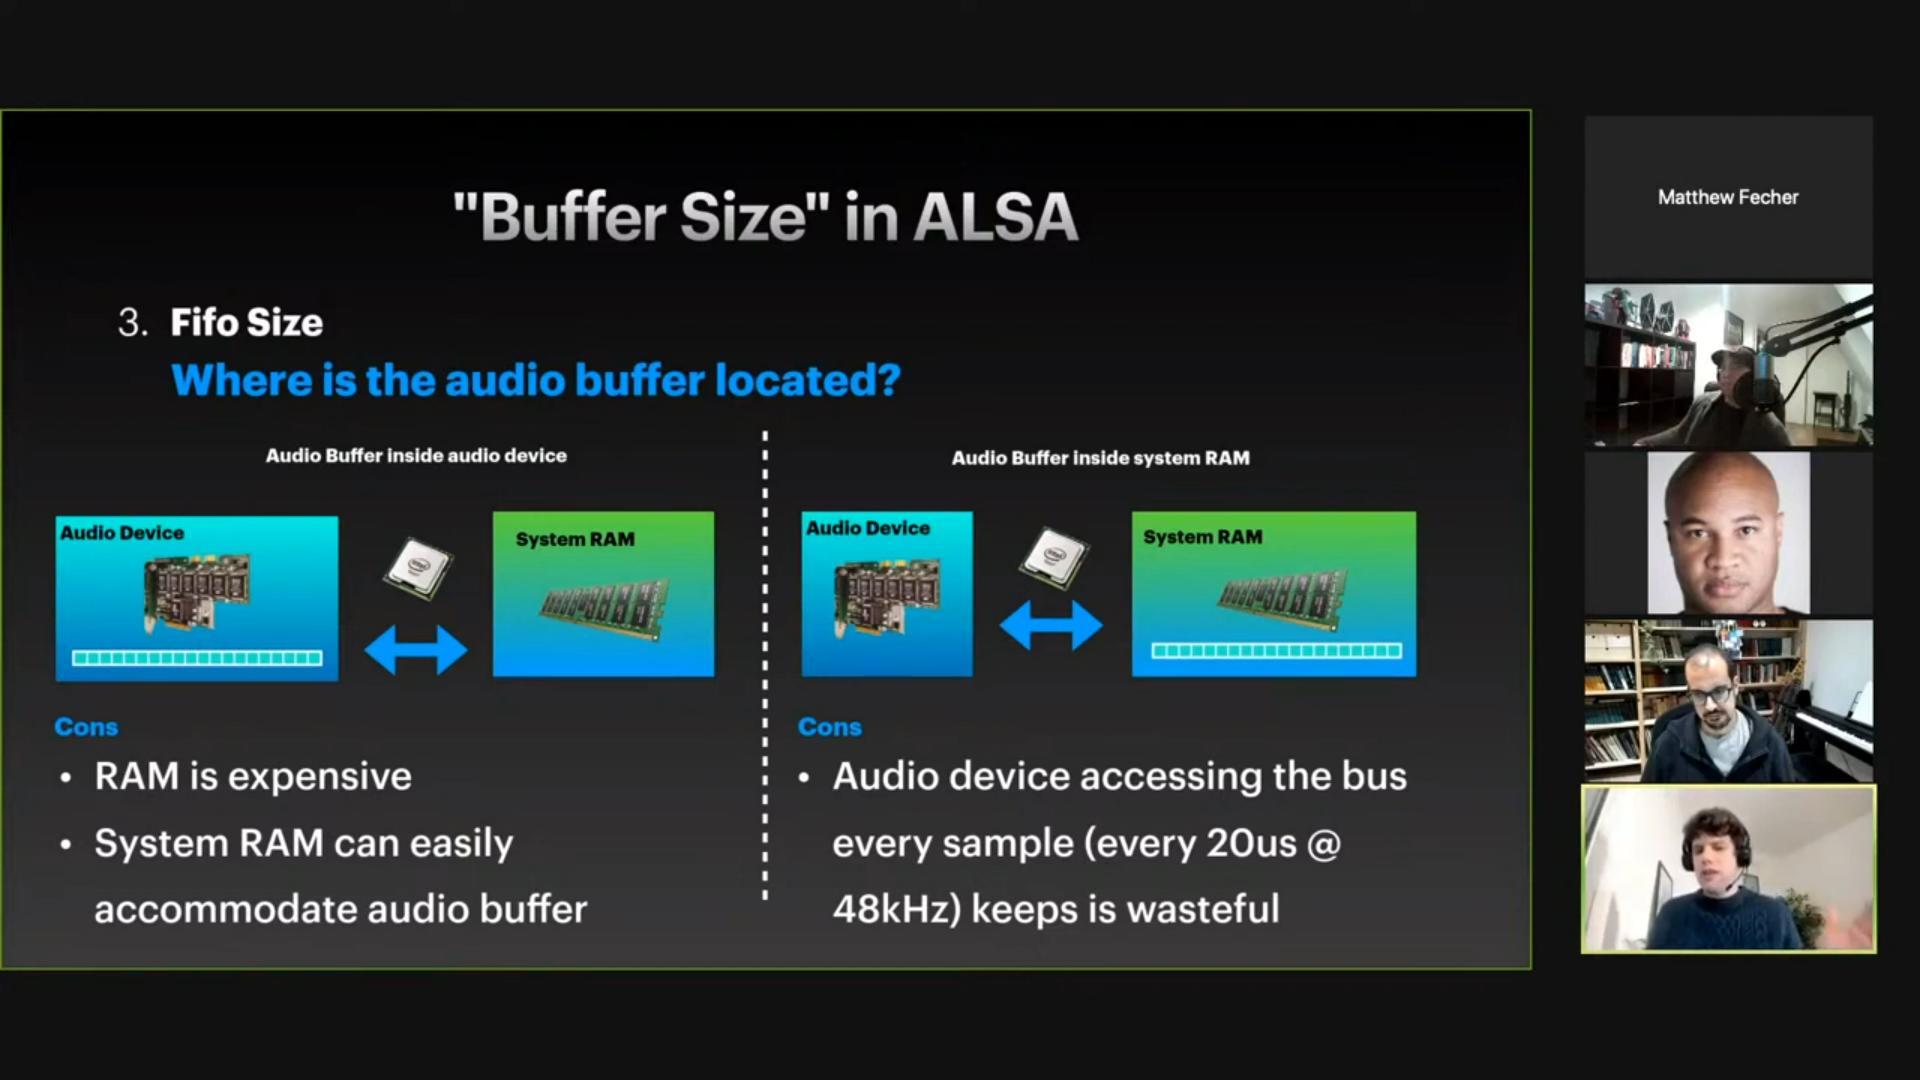 "Buffer Size" in ALSA
3. Fifo Size
Where is the audio buffer located?
Audio Buffer inside audio device
Audio Device
System RAM
Cons
• RAM is expensive
• System RAM can easily
accommodate audio buffer
Audio Buffer inside system RAM
Audio Device
System RAM
Cons
• Audio device accessing the bus
every sample (every 20us @
48kHz) keeps is wasteful
Matthew Fecher